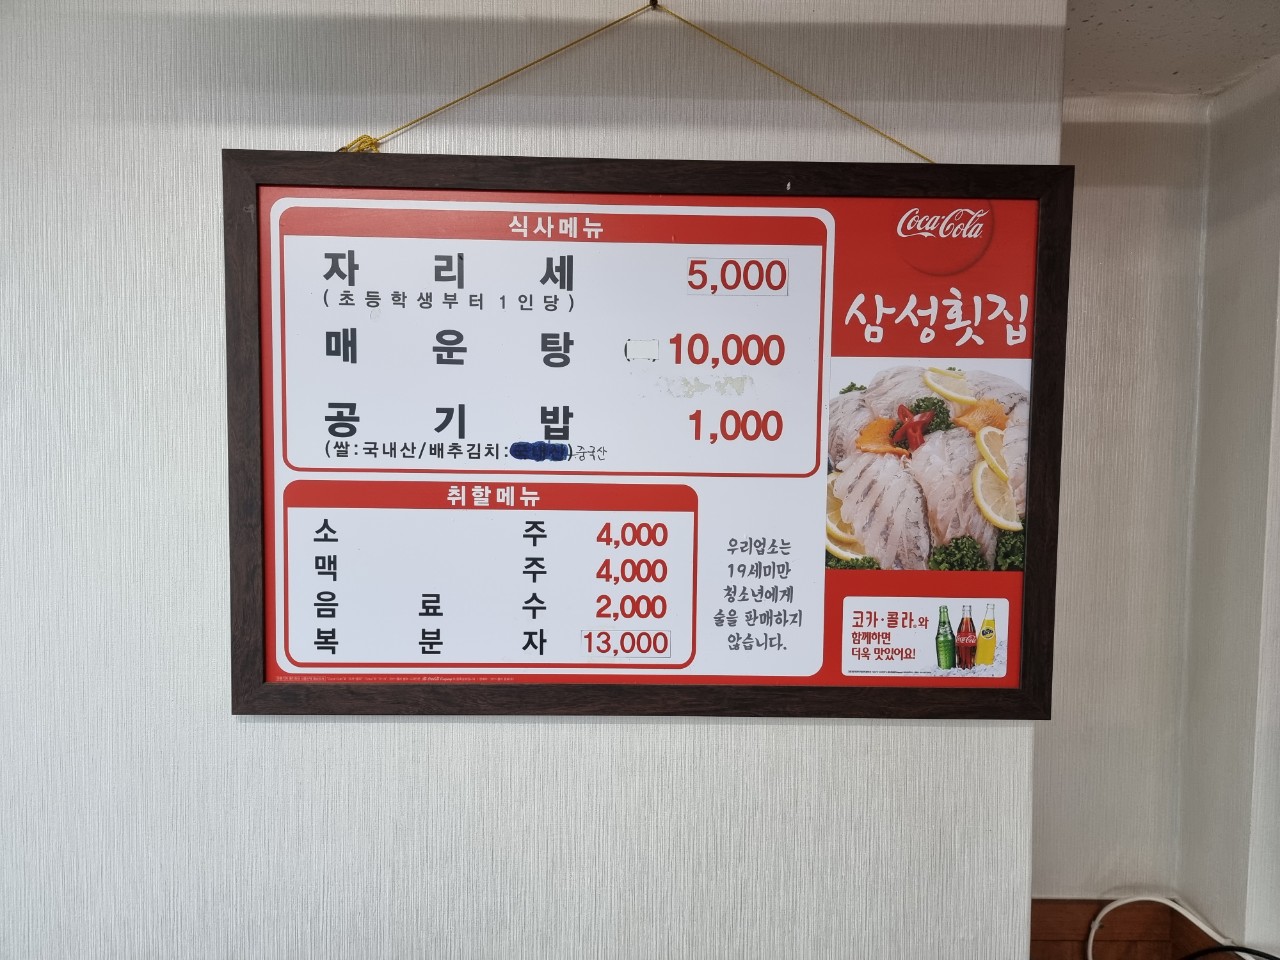 식사메뉴
자리세 5,000
(초등학생부터1인당)
매운탕 10,000
공기밥 1,000
(쌀:국내산/배추김치:국내산)중국산
취할메뉴
소주 4,000
맥주 4,000
음료수 2,000
복분자 13,000
우리업소는
19세미만
청소년에게
술을 판매하지
않습니다.
Coca-Cola
삼성횟집
코카·콜라와
함께하면
더욱 맛있어요!